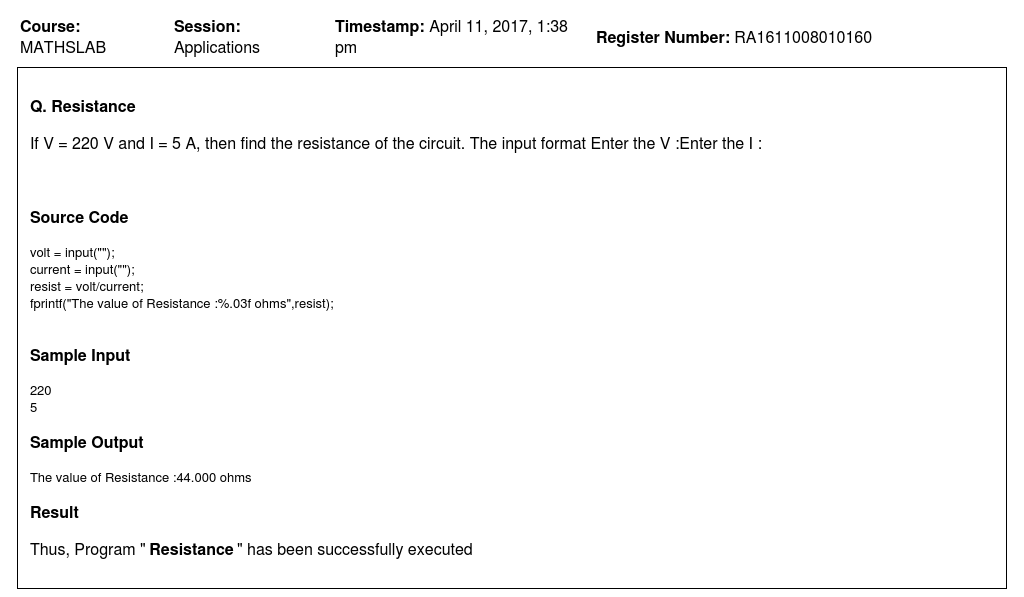 Course:
MATHSLAB
Session:
Applications
Timestamp: April 11, 2017, 1:38
pm
Register Number: RA1611008010160
Q. Resistance
If V = 220 V and I = 5 A, then find the resistance of the circuit. The input format Enter the V :Enter the I :
Source Code
volt = input("");
current = input("");
resist = volt/current;
fprintf("The value of Resistance :%.03f ohms",resist);
Sample Input
220
5
Sample Output
The value of Resistance :44.000 ohms
Result
Thus, Program " Resistance " has been successfully executed